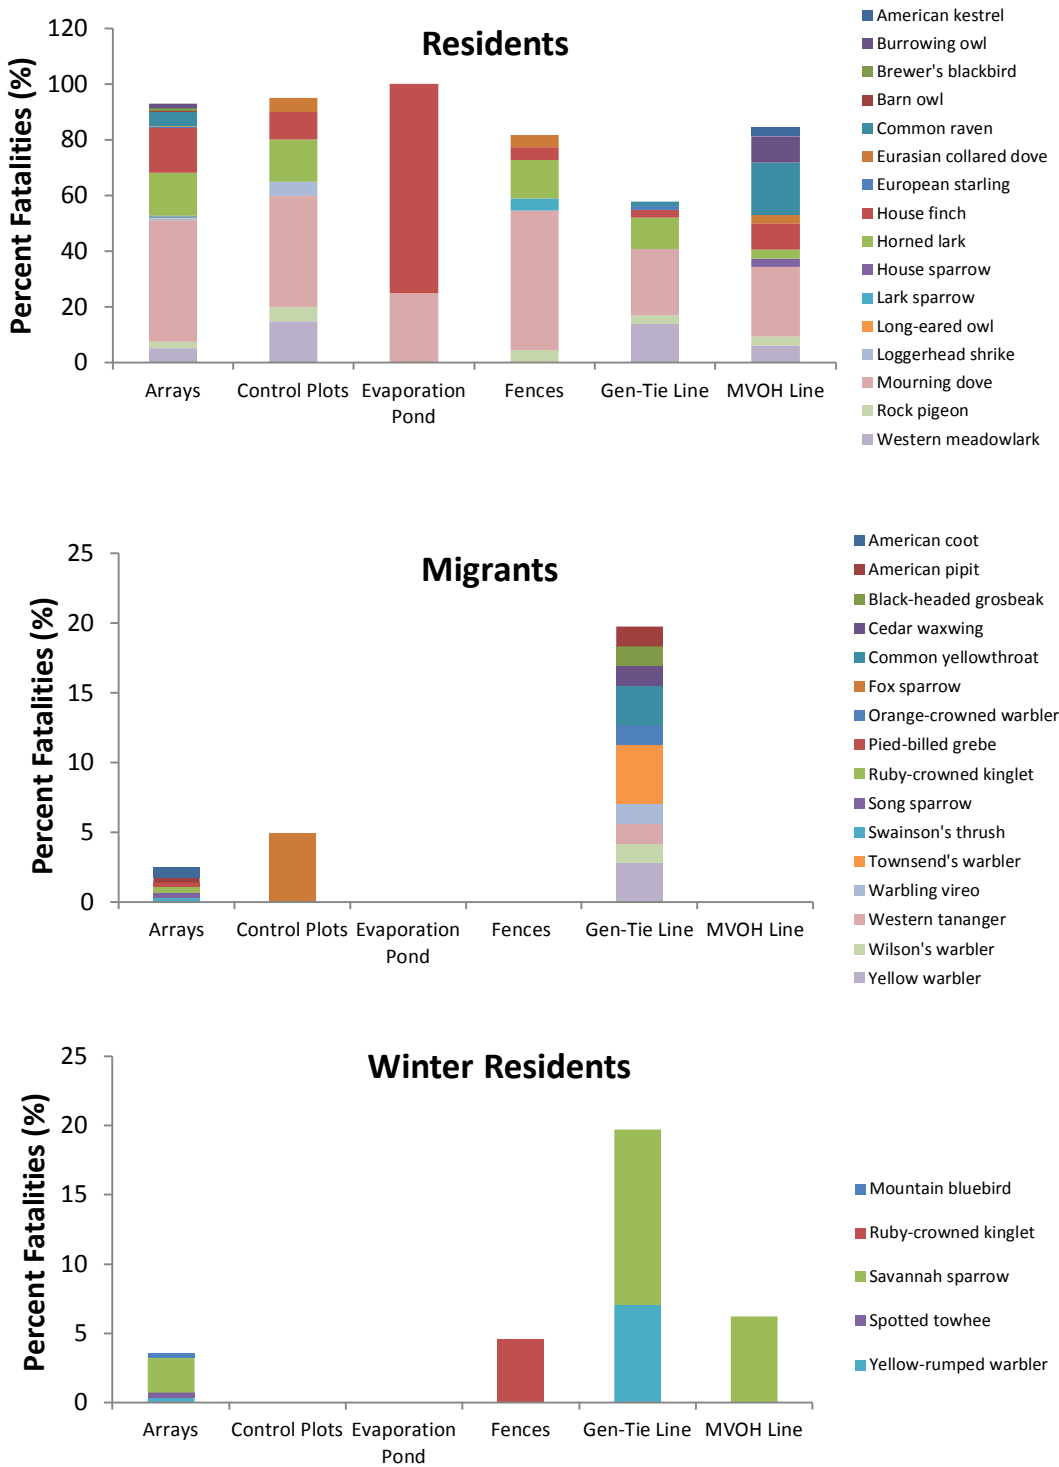 Residents
Percent Fatalities (%)
120
100
80
60
40
20
0
Arrays
Control Plots
Evaporation
Pond
Fences
Gen-Tie Line
MVOH Line
American kestrel
Burrowing owl
Brewer's blackbird
Barn owl
Common raven
Eurasian collared dove
European starling
House finch
Horned lark
House sparrow
Lark sparrow
Long-eared owl
Loggerhead shrike
Mourning dove
Rock pigeon
Western meadowlark
Migrants
Percent Fatalities (%)
25
20
15
10
5
0
Arrays
Control Plots
Evaporation
Pond
Fences
Gen-Tie Line
MVOH Line
American coot
American pipit
Black-headed grosbeak
Cedar waxwing
Common yellowthroat
Fox sparrow
Orange-crowned warbler
Pied-billed grebe
Ruby-crowned kinglet
Song sparrow
Swainson's thrush
Townsend's warbler
Warbling vireo
Western tananger
Wilson's warbler
Yellow warbler
Winter Residents
Percent Fatalities (%)
25
20
15
10
5
0
Arrays
Control Plots
Evaporation
Pond
Fences
Gen-Tie Line
MVOH Line
Mountain bluebird
Ruby-crowned kinglet
Savannah sparrow
Spotted towhee
Yellow-rumped warbler